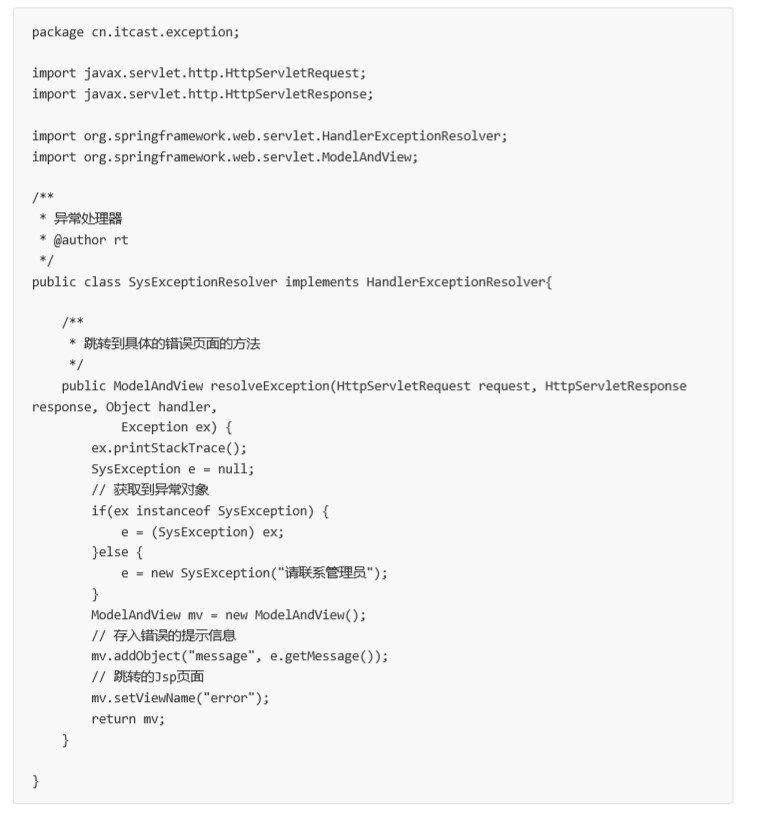 package cn.itcast.exception;
import javax.servlet.http.HttpServletRequest;
import javax.servlet.http.HttpServletResponse;
import org.springframework.web.servlet.HandlerExceptionResolver;
import org.springframework.web.servlet.ModelAndView;
/**
 * 异常处理器
 * @author rt
 */
public class SysExceptionResolver implements HandlerExceptionResolver{
    /**
     * 跳转到具体的错误页面的方法
     */
    public ModelAndView resolveException(HttpServletRequest request, HttpServletResponse
response, Object handler,
            Exception ex) {
        ex.printStackTrace();
        SysException e = null;
        // 获取到异常对象
        if(ex instanceof SysException) {
            e = (SysException) ex;
        }else {
            e = new SysException("请联系管理员");
        }
        ModelAndView mv = new ModelAndView();
        // 存入错误的提示信息
        mv.addObject("message", e.getMessage());
        // 跳转的Jsp页面
        mv.setViewName("error");
        return mv;
    }
}